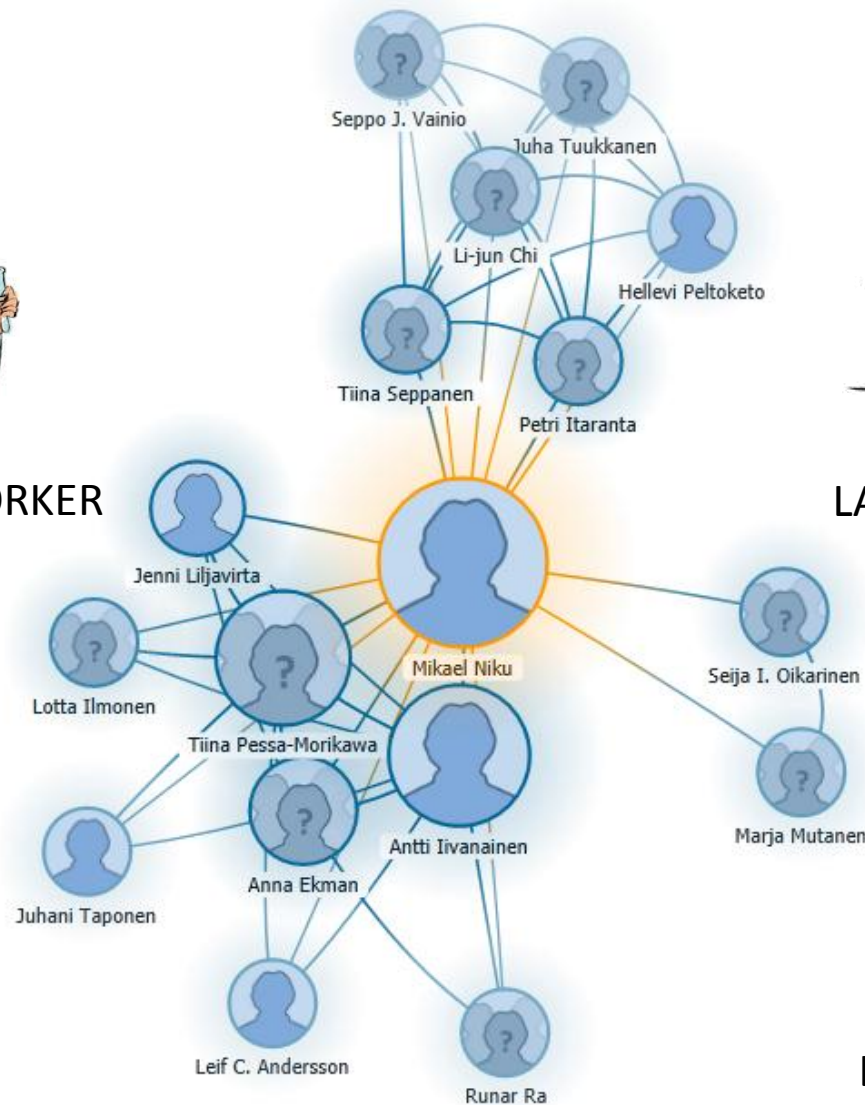 Seppo J. Vainio
Juha Tuukkanen
Li-jun Chi
Hellevi Peltoketo
Tiina Seppanen
Petri Itaranta
ORKER
LA
Jenni Liljavirta
Mikael Niku
Seija I. Oikarinen
Lotta Ilmonen
Tiina Pessa-Morikawa
Marja Mutanen
Antti Iivanainen
Anna Ekman
Juhani Taponen
Leif C. Andersson
Runar Ra